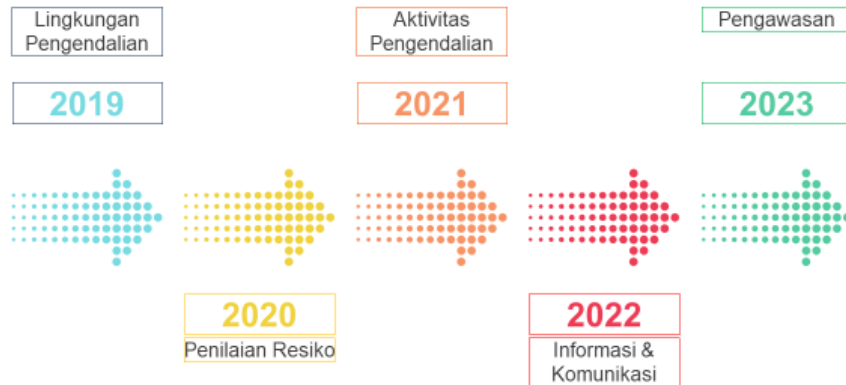 Lingkungan
Pengendalian
2019
2020
Penilaian Resiko
Aktivitas
Pengendalian
2021
2022
Informasi &
Komunikasi
Pengawasan
2023